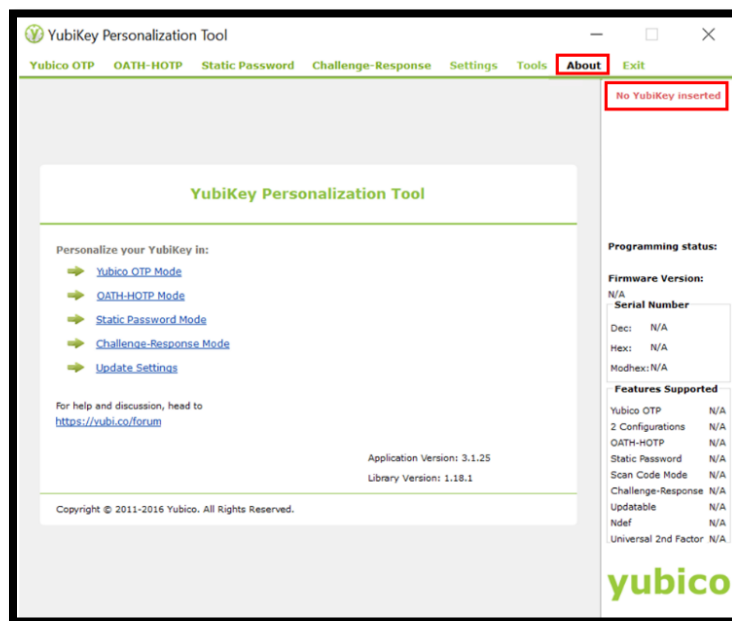 YubiKey Personalization Tool
Yubico OTP OATH-HOTP Static Password Challenge-Response Settings Tools About Exit
No YubiKey inserted
YubiKey Personalization Tool
Personalize your YubiKey in:
Yubico OTP Mode
OATH-HOTP Mode
Static Password Mode
Challenge-Response Mode
Update Settings
For help and discussion, head to
https://yubi.co/forum
Application Version: 3.1.25
Library Version: 1.18.1
Copyright © 2011-2016 Yubico. All Rights Reserved.
Programming status:
Firmware Version:
N/A
Serial Number
Dec: N/A
Hex: N/A
Modhex: N/A
Features Supported
Yubico OTP N/A
2 Configurations N/A
OATH-HOTP N/A
Static Password N/A
Scan Code Mode N/A
Challenge-Response N/A
Updatable N/A
Ndef N/A
Universal 2nd Factor N/A
yubico